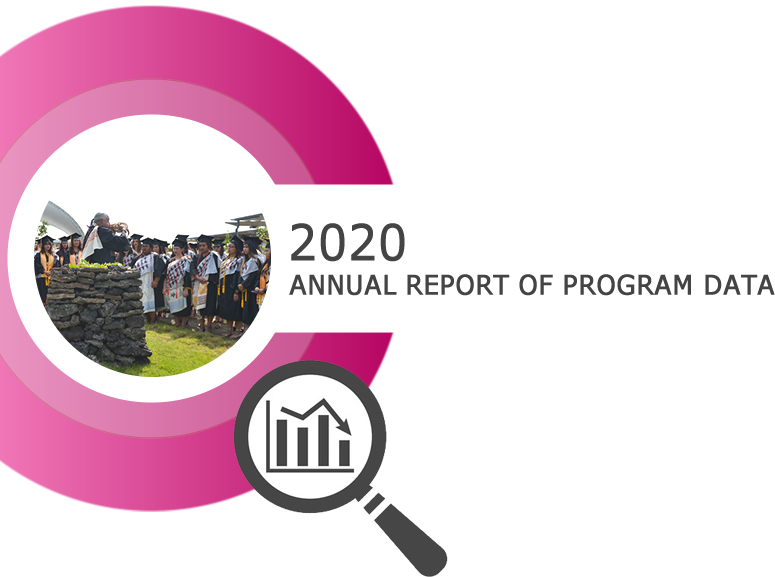 2020
ANNUAL REPORT OF PROGRAM DATA